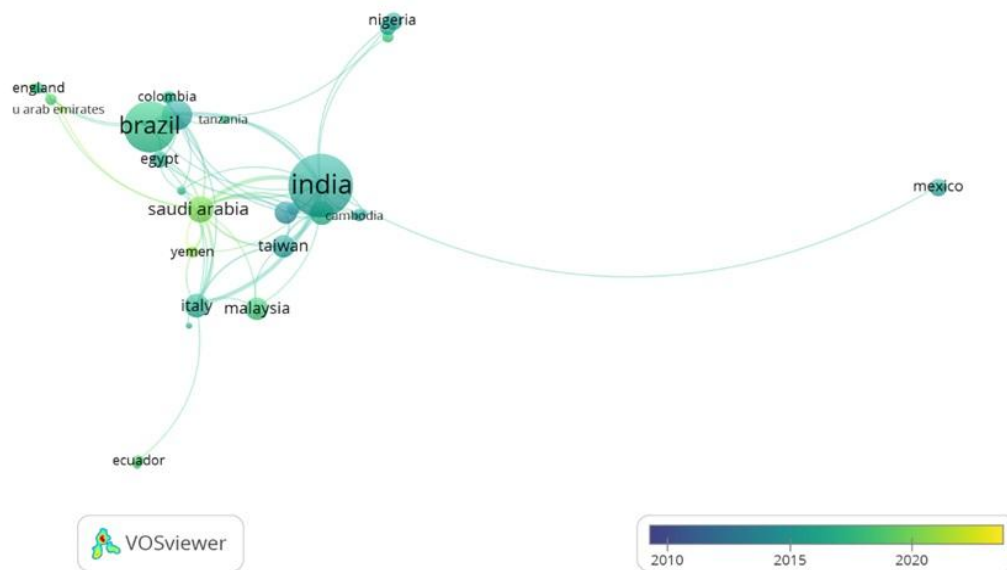 nigeria
england
colombia
u arab emirates
tanzania
brazil
egypt
india
mexico
saudi arabia
cambodia
yemen
taiwan
italy
malaysia
ecuador
VOSviewer
2010
2015
2020